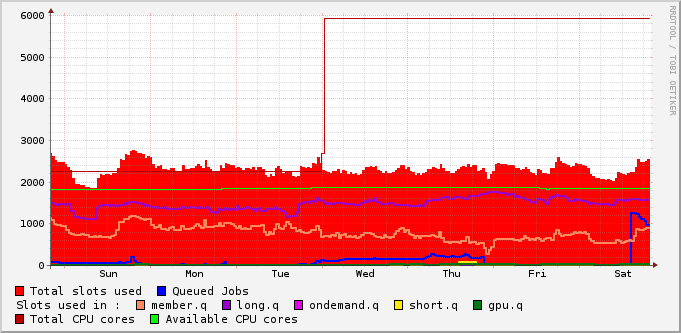 6000
5000
4000
3000
2000
1000
0
Sun Mon Tue Wed Thu Fri Sat
RRDTOOL / TOBI OETIKER
Total slots used Queued Jobs
Slots used in : member.q long.q ondemand.q short.q gpu.q
Total CPU cores Available CPU cores